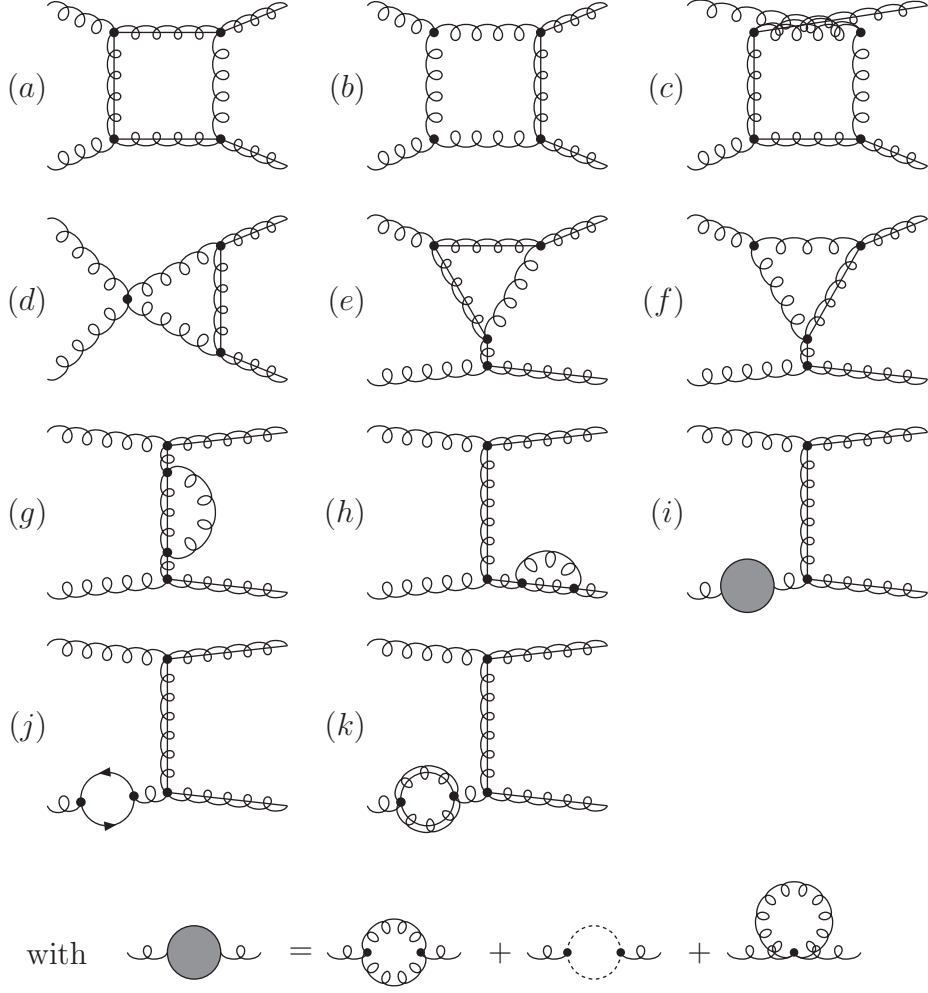 (a) (b) (c)
(d) (e) (f)
(g) (h) (i)
(j) (k)
with = + +